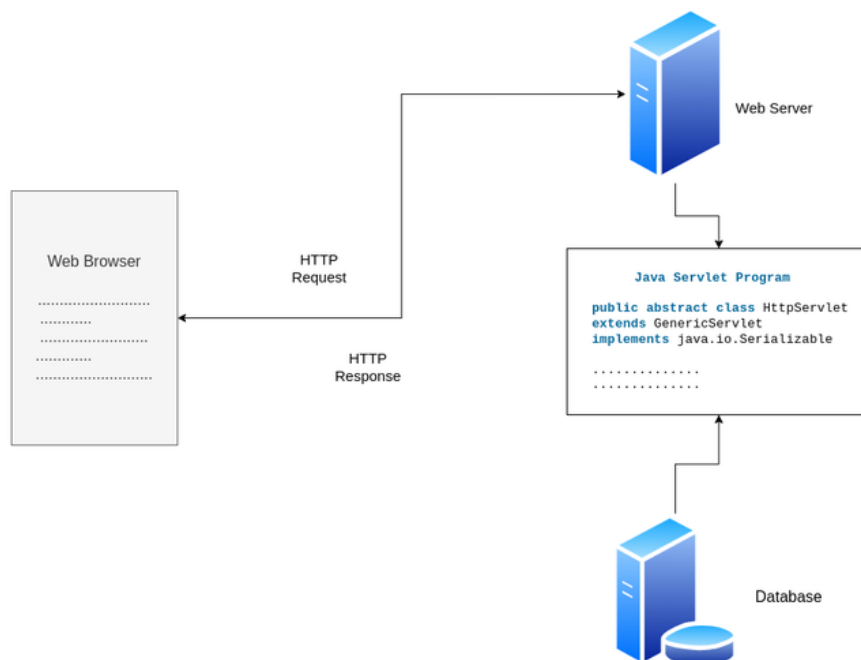 Web Server
Web Browser
............................
.............
...........................
..............
.............................
HTTP
Request
HTTP
Response
Java Servlet Program
public abstract class HttpServlet
extends GenericServlet
implements java.io.Serializable
..............
..............
Database